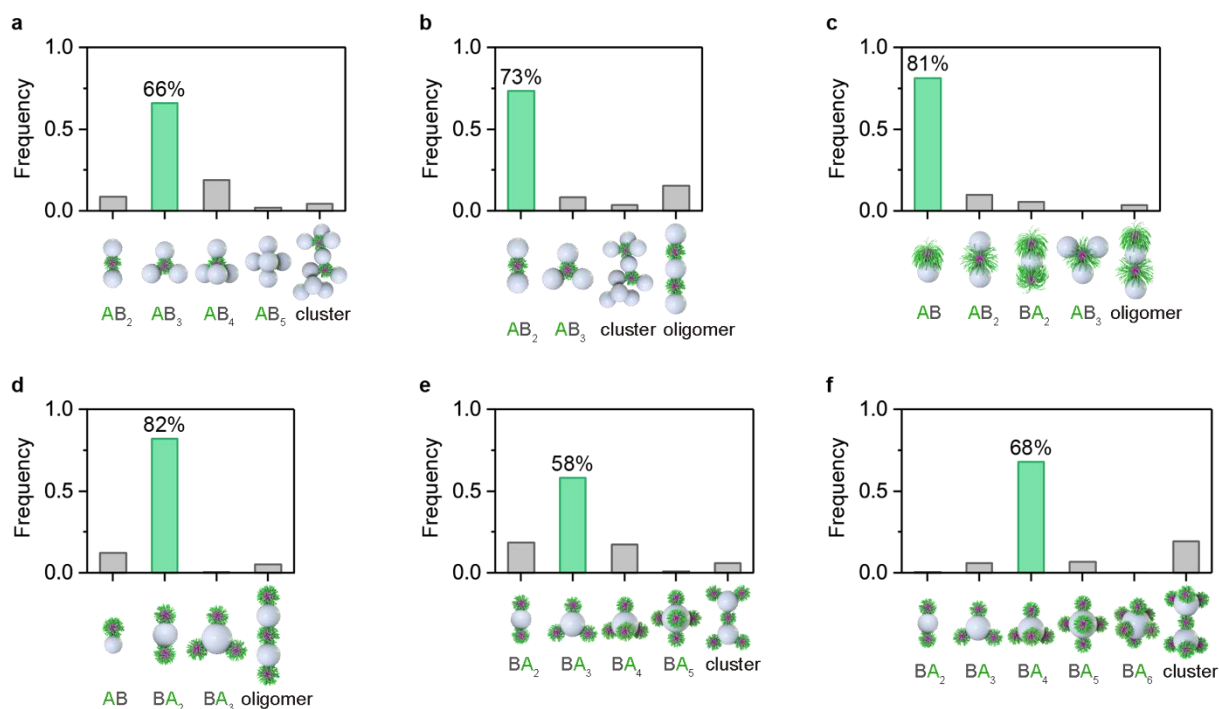 a
66%
1.0
0.5
0.0
Frequency
AB₂ AB₃ AB₄ AB₅ cluster
b
73%
1.0
0.5
0.0
Frequency
AB₂ AB₃ cluster oligomer
c
81%
1.0
0.5
0.0
Frequency
AB AB₂ BA₂ AB₃ oligomer
d
82%
1.0
0.5
0.0
Frequency
AB BA₂ BA₃ oligomer
e
58%
1.0
0.5
0.0
Frequency
BA₂ BA₃ BA₄ BA₅ cluster
f
68%
1.0
0.5
0.0
Frequency
BA₂ BA₃ BA₄ BA₅ BA₆ cluster